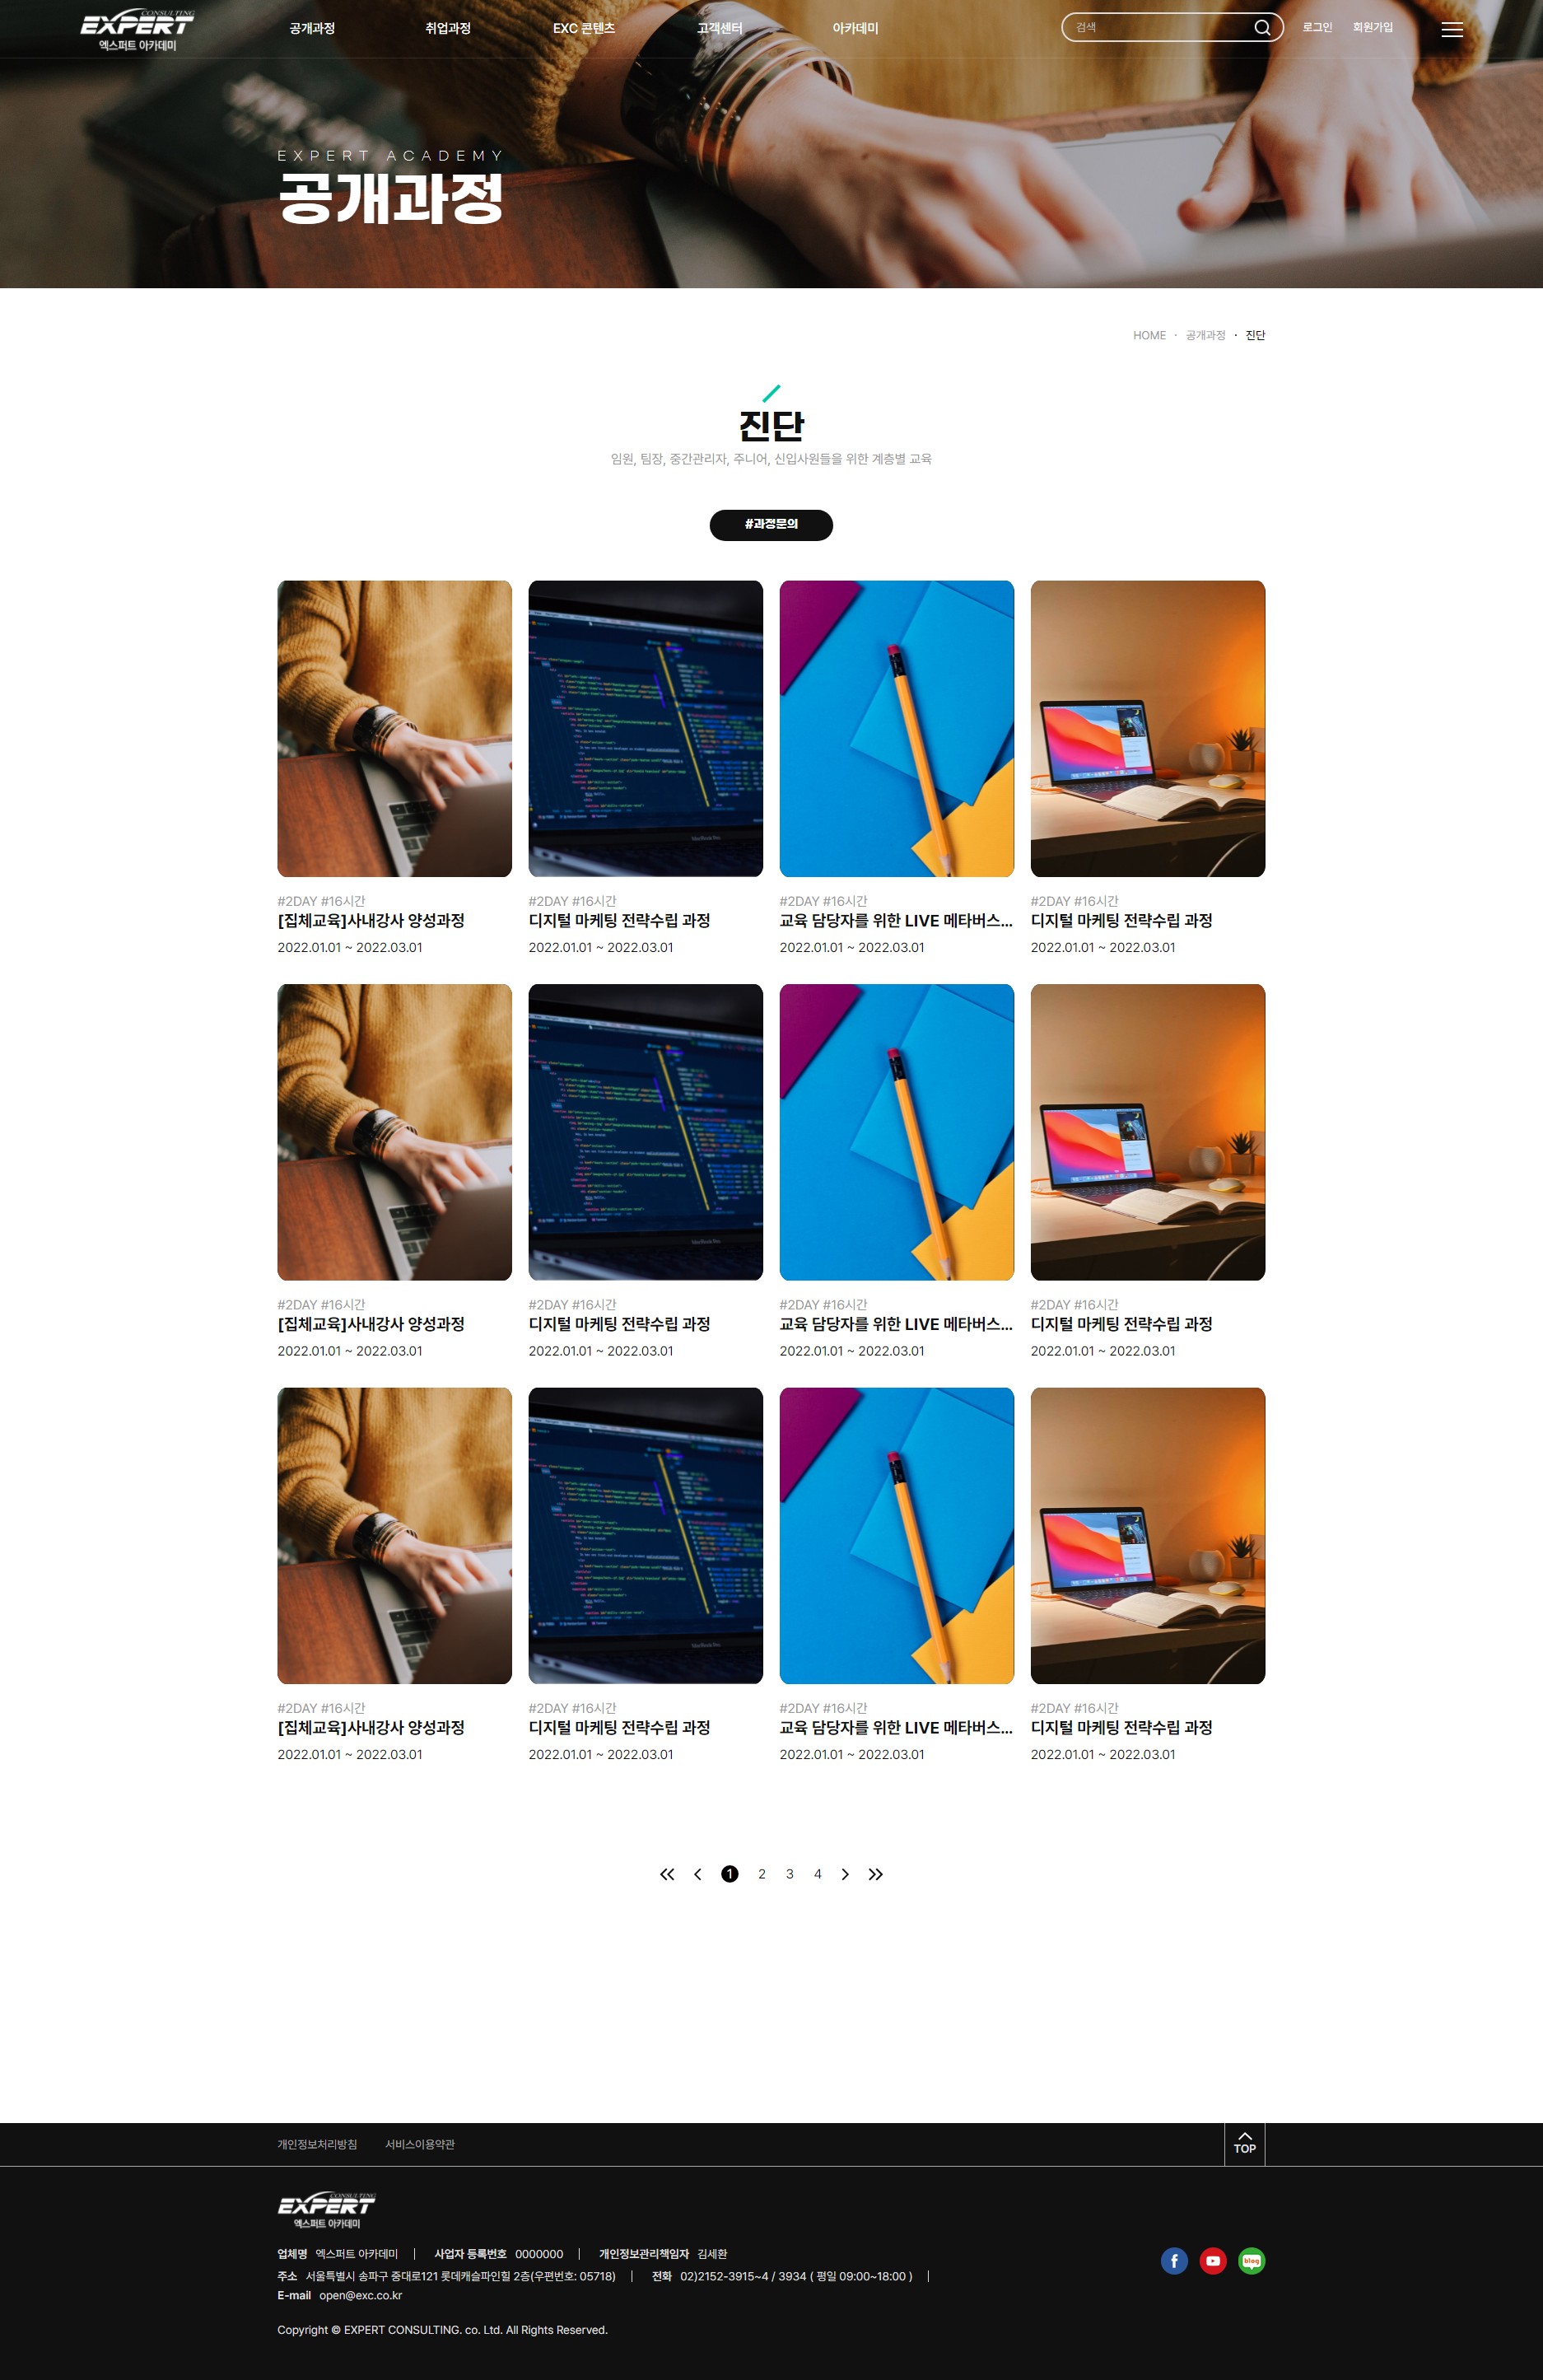 CONSULTING
EXPERT
엑스퍼트 아카데미
공개과정 취업과정 EXC 콘텐츠 고객센터 아카데미
검색
로그인 회원가입
EXPERT ACADEMY
공개과정
HOME · 공개과정 · 진단
진단
임원, 팀장, 중간관리자, 주니어, 신입사원들을 위한 계층별 교육
#과정문의
#2DAY #16시간 #2DAY #16시간 #2DAY #16시간 #2DAY #16시간
[집체교육]사내강사 양성과정 디지털 마케팅 전략수립 과정 교육 담당자를 위한 LIVE 메타버스... 디지털 마케팅 전략수립 과정
2022.01.01 ~ 2022.03.01 2022.01.01 ~ 2022.03.01 2022.01.01 ~ 2022.03.01 2022.01.01 ~ 2022.03.01
#2DAY #16시간 #2DAY #16시간 #2DAY #16시간 #2DAY #16시간
[집체교육]사내강사 양성과정 디지털 마케팅 전략수립 과정 교육 담당자를 위한 LIVE 메타버스... 디지털 마케팅 전략수립 과정
2022.01.01 ~ 2022.03.01 2022.01.01 ~ 2022.03.01 2022.01.01 ~ 2022.03.01 2022.01.01 ~ 2022.03.01
#2DAY #16시간 #2DAY #16시간 #2DAY #16시간 #2DAY #16시간
[집체교육]사내강사 양성과정 디지털 마케팅 전략수립 과정 교육 담당자를 위한 LIVE 메타버스... 디지털 마케팅 전략수립 과정
2022.01.01 ~ 2022.03.01 2022.01.01 ~ 2022.03.01 2022.01.01 ~ 2022.03.01 2022.01.01 ~ 2022.03.01
1 2 3 4
개인정보처리방침 서비스이용약관
TOP
CONSULTING
EXPERT
엑스퍼트 아카데미
업체명 엑스퍼트 아카데미 | 사업자 등록번호 0000000 | 개인정보관리책임자 김세환
주소 서울특별시 송파구 중대로121 롯데캐슬파인힐 2층(우편번호: 05718) | 전화 02)2152-3915~4 / 3934 ( 평일 09:00~18:00 ) |
E-mail open@exc.co.kr
blog
Copyright © EXPERT CONSULTING. co. Ltd. All Rights Reserved.